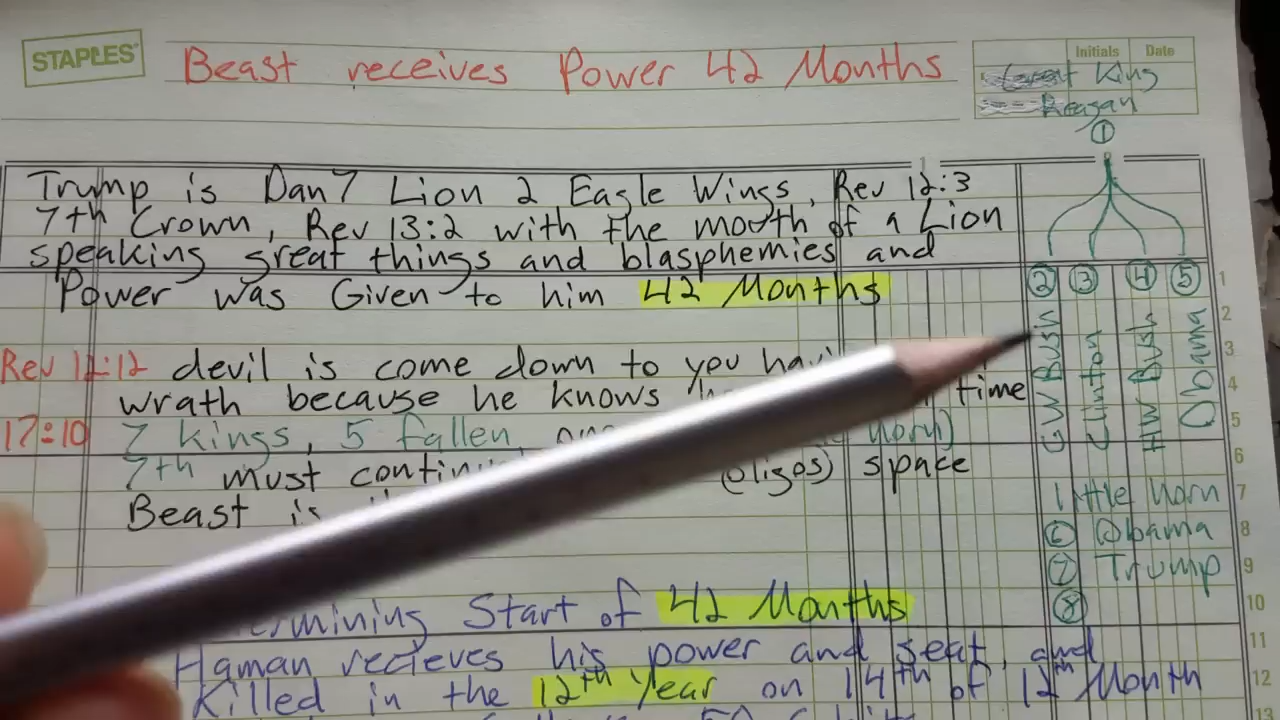 STAPLES
Beast receives Power 42 Months
Initials Date
Great King
Reagan
①
1
Trump is Dan7 Lion 2 Eagle Wings, Rev 12:3
7th Crown, Rev 13:2 with the mouth of a Lion
speaking great things and blasphemies and
Power was Given to him 42 Months
② ③ ④ ⑤
GW Bush
Clinton
HW Bush
Obama
Rev 12:12 devil is come down to you time
wrath because he knows
17:10 7 kings, 5 fallen, horn)
7th must (oligos) space
Beast is
little horn
⑥ Obama
⑦ Trump
⑧
Start of 42 Months
Haman recieves his power and seat, and
Killed in the 12th Year on 14th of 12th Month
1
2
3
4
5
6
7
8
9
10
11
12
13